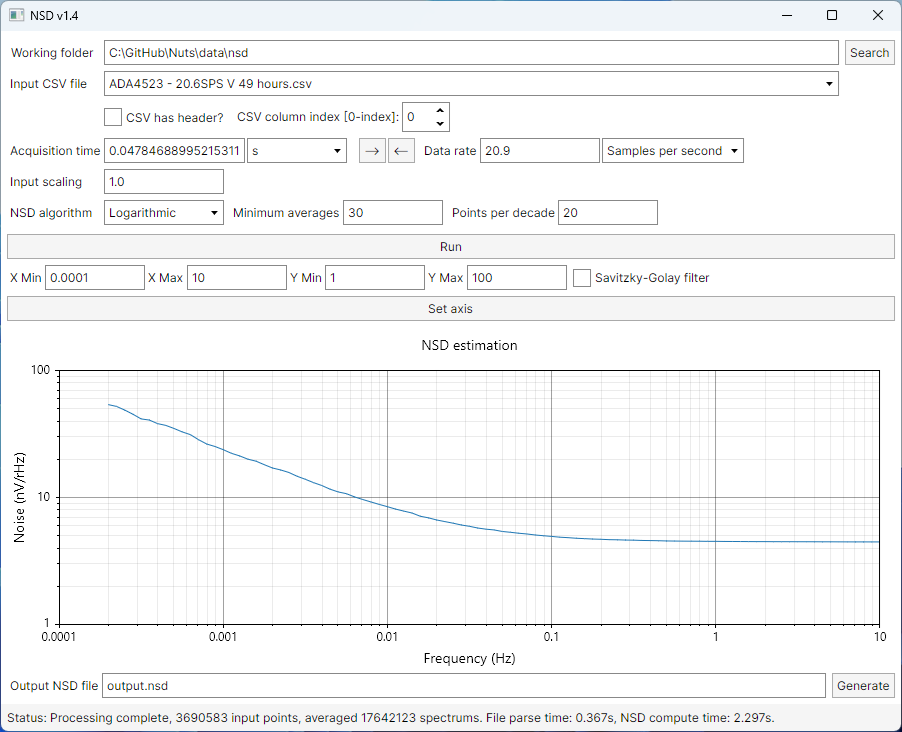 NSD v1.4
Working folder C:\GitHub\Nuts\data\nsd Search
Input CSV file ADA4523 - 20.6SPS V 49 hours.csv
CSV has header? CSV column index [0-index]: 0
Acquisition time 0.04784688995215311 s → ← Data rate 20.9 Samples per second
Input scaling 1.0
NSD algorithm Logarithmic Minimum averages 30 Points per decade 20
Run
X Min 0.0001 X Max 10 Y Min 1 Y Max 100 Savitzky-Golay filter
Set axis
NSD estimation
100
10
1
Noise (nV/rHz)
0.0001 0.001 0.01 0.1 1 10
Frequency (Hz)
Output NSD file output.nsd Generate
Status: Processing complete, 3690583 input points, averaged 17642123 spectrums. File parse time: 0.367s, NSD compute time: 2.297s.